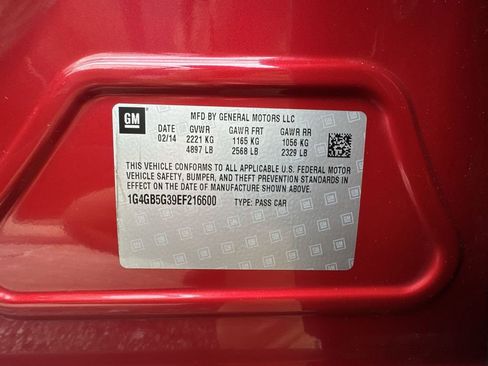 GM
MFD BY GENERAL MOTORS LLC
DATE GVWR GAWR FRT GAWR RR
02/14 2221 KG 1165 KG 1056 KG
4897 LB 2568 LB 2329 LB
THIS VEHICLE CONFORMS TO ALL APPLICABLE U.S. FEDERAL MOTOR
VEHICLE SAFETY, BUMPER, AND THEFT PREVENTION STANDARDS
IN EFFECT ON THE DATE OF MANUFACTURE SHOWN ABOVE.
1G4GB5G39EF216600 TYPE: PASS CAR